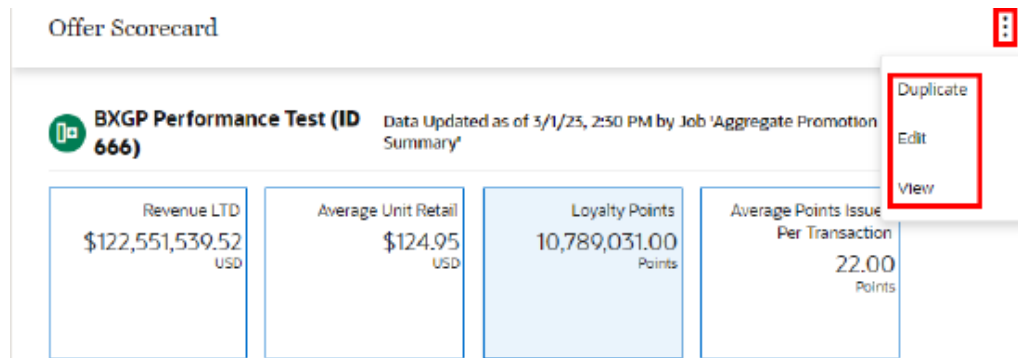 Offer Scorecard
Duplicate
Edit
View
BXGP Performance Test (ID
666)
Data Updated as of 3/1/23, 2:30 PM by Job 'Aggregate Promotion
Summary'
Revenue LTD
$122,551,539.52
USD
Average Unit Retail
$124.95
USD
Loyalty Points
10,789,031.00
Points
Average Points Issue
Per Transaction
22.00
Points